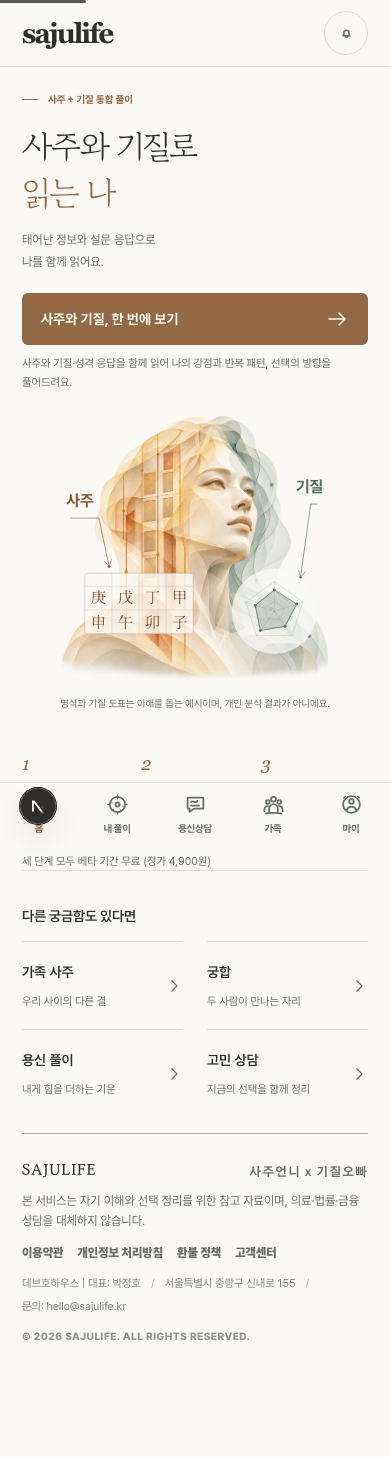 sajulife
사주 + 기질 통합 풀이
사주와 기질로
읽는 나
태어난 정보와 설문 응답으로
나를 함께 읽어요.
사주와 기질, 한 번에 보기
사주와 기질·성격 응답을 함께 읽어 나의 강점과 반복 패턴, 선택의 방향을
풀어드려요.
사주
기질
庚 戊 丁 甲
申 午 卯 子
명식과 기질 도표는 이해를 돕는 예시이며, 개인 분석 결과가 아니에요.
1 2 3
홈 내 풀이 용신상담 가족 마이
세 단계 모두 베타 기간 무료 (정가 4,900원)
다른 궁금함도 있다면
가족 사주
우리 사이의 다른 결
궁합
두 사람이 만나는 자리
용신 풀이
내게 힘을 더하는 기운
고민 상담
지금의 선택을 함께 정리
SAJULIFE
사주언니 x 기질오빠
본 서비스는 자기 이해와 선택 정리를 위한 참고 자료이며, 의료·법률·금융
상담을 대체하지 않습니다.
이용약관 개인정보 처리방침 환불 정책 고객센터
데브호하우스 | 대표: 박정호 / 서울특별시 중랑구 신내로 155 /
문의: hello@sajulife.kr
© 2026 SAJULIFE. ALL RIGHTS RESERVED.